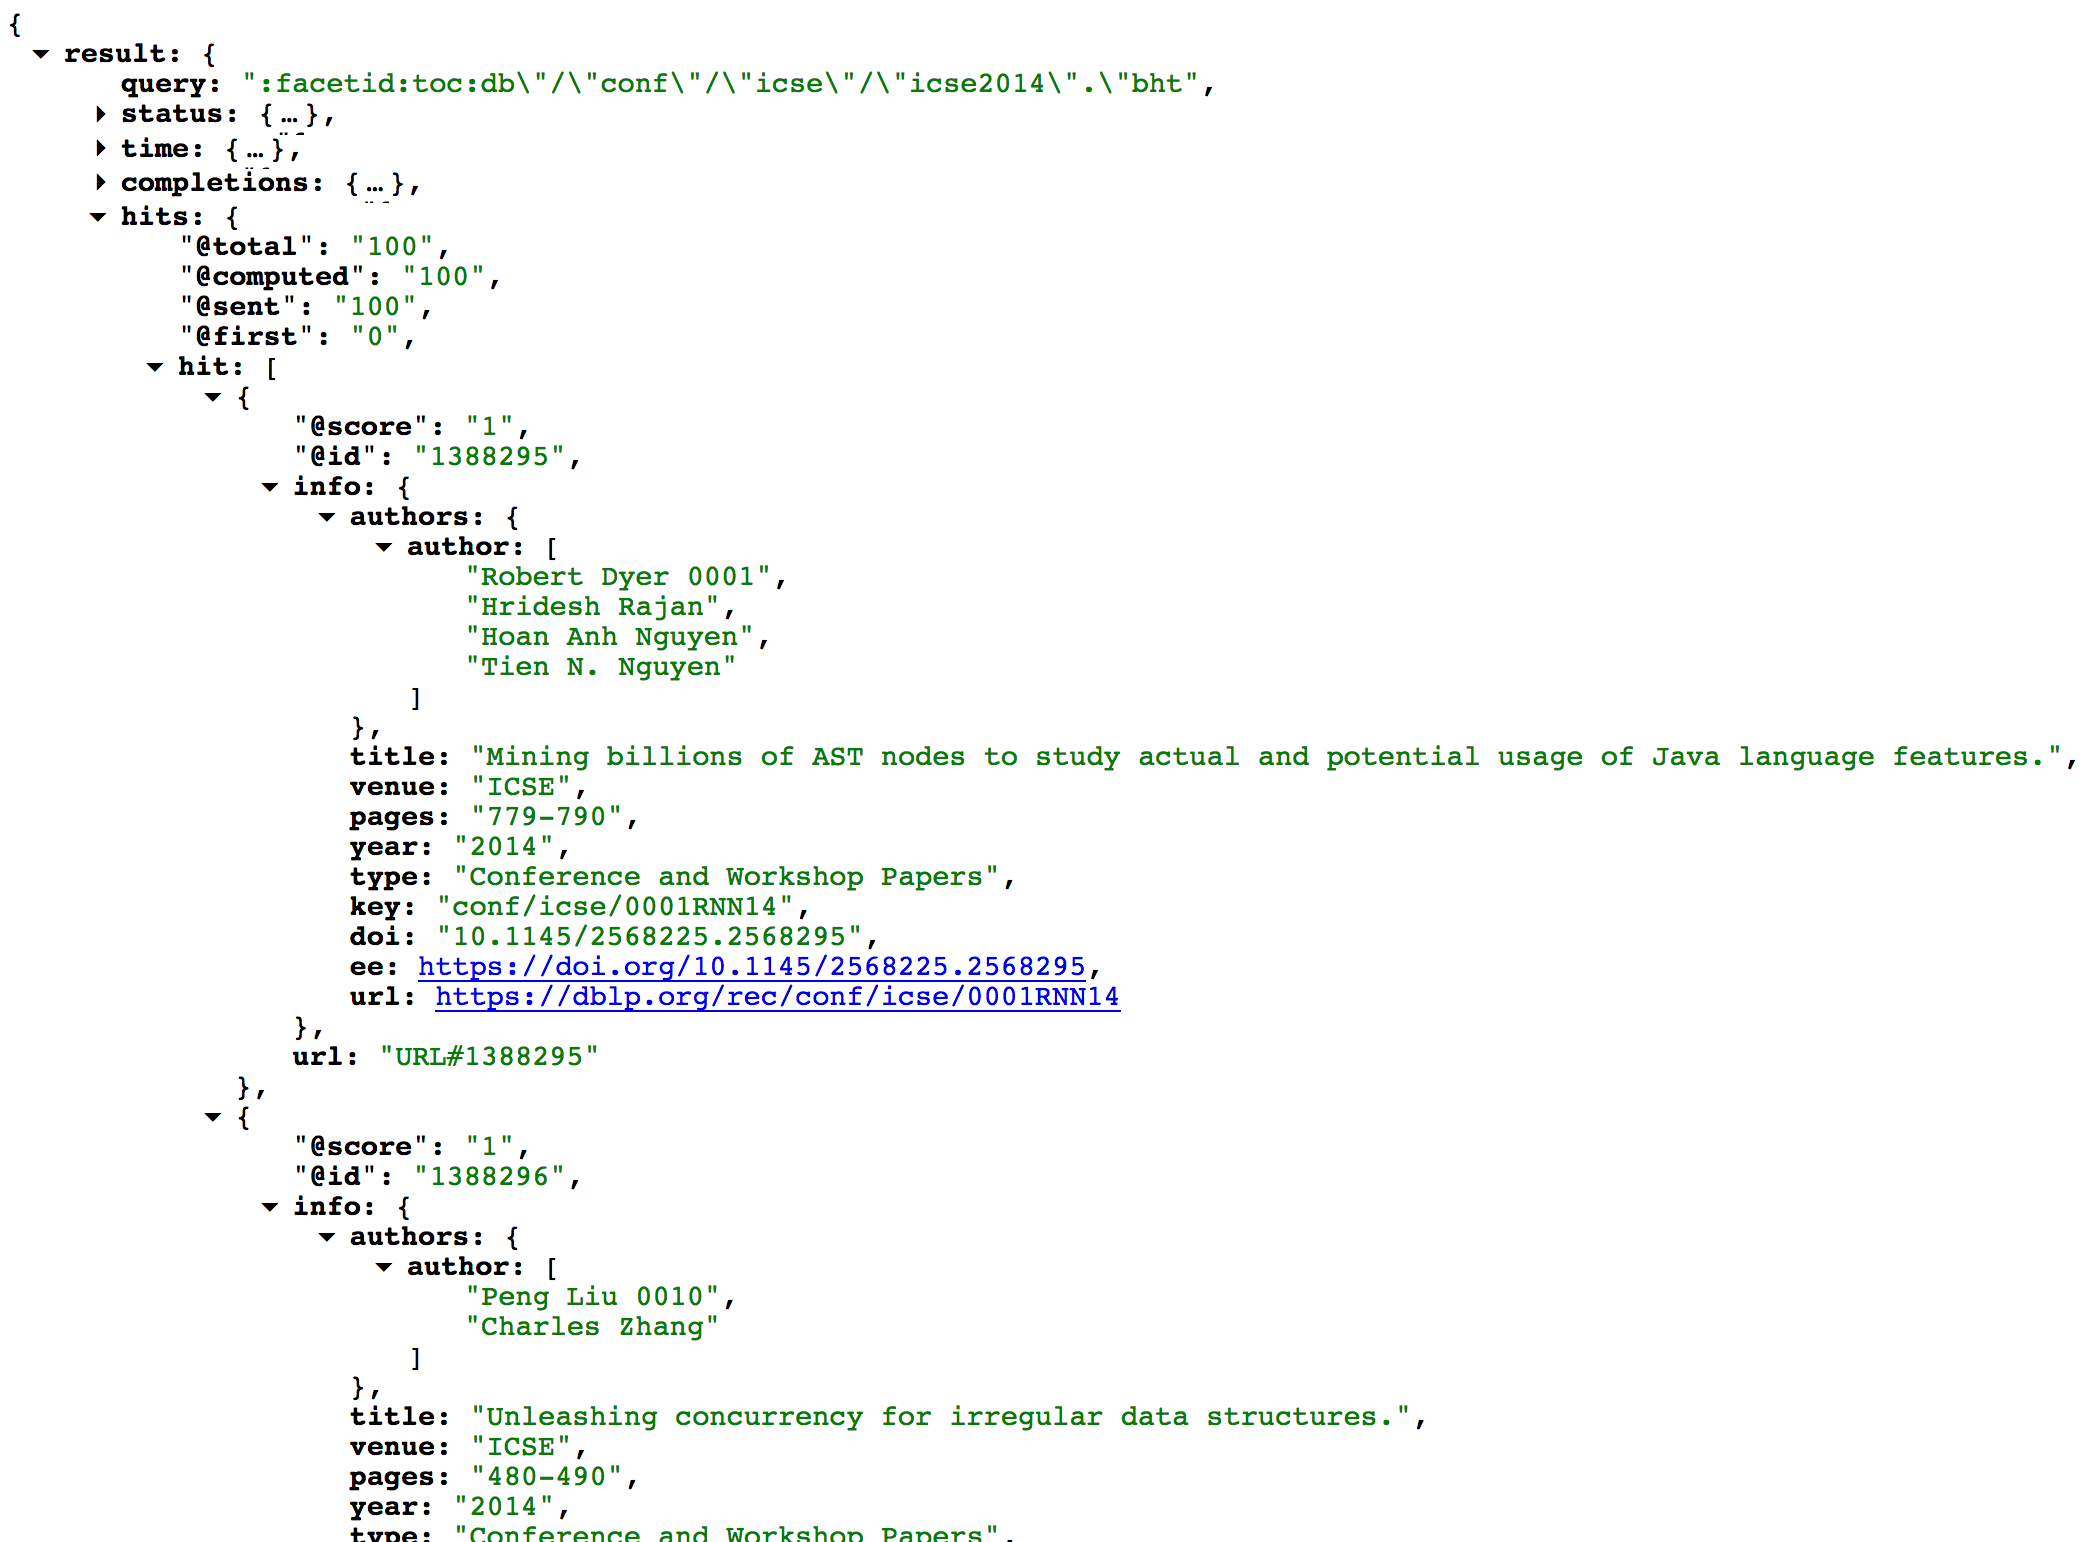 {
result: {
query: ":facetid:toc:db\"/\"conf\"/\"icse\"/\"icse2014\".\"bht",
status: {…},
time: {…},
completions: {…},
hits: {
"@total": "100",
"@computed": "100",
"@sent": "100",
"@first": "0",
hit: [
{
"@score": "1",
"@id": "1388295",
info: {
authors: {
author: [
"Robert Dyer 0001",
"Hridesh Rajan",
"Hoan Anh Nguyen",
"Tien N. Nguyen"
]
},
title: "Mining billions of AST nodes to study actual and potential usage of Java language features.",
venue: "ICSE",
pages: "779-790",
year: "2014",
type: "Conference and Workshop Papers",
key: "conf/icse/0001RNN14",
doi: "10.1145/2568225.2568295",
ee: https://doi.org/10.1145/2568225.2568295,
url: https://dblp.org/rec/conf/icse/0001RNN14
},
url: "URL#1388295"
},
{
"@score": "1",
"@id": "1388296",
info: {
authors: {
author: [
"Peng Liu 0010",
"Charles Zhang"
]
},
title: "Unleashing concurrency for irregular data structures.",
venue: "ICSE",
pages: "480-490",
year: "2014",
type: "Conference and Workshop Papers",